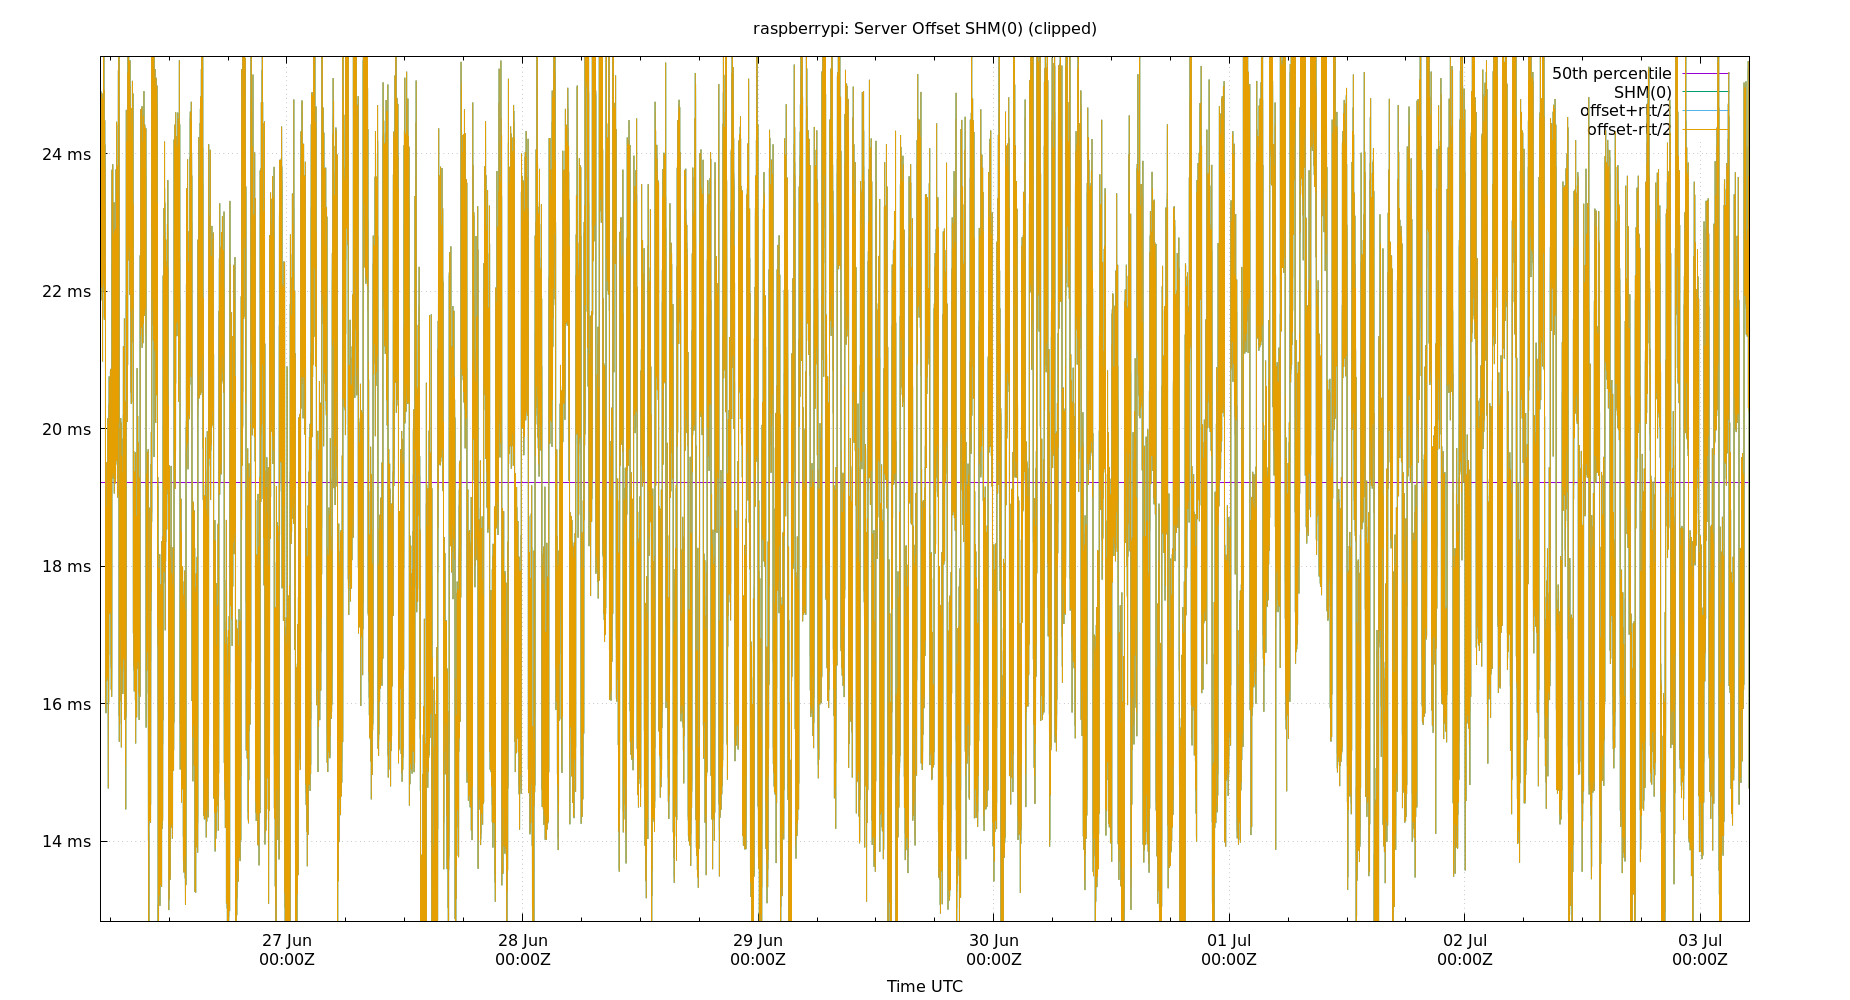 raspberrypi: Server Offset SHM(0) (clipped)
50th percentile
SHM(0)
offset+rtt/2
offset-rtt/2
24 ms
22 ms
20 ms
18 ms
16 ms
14 ms
27 Jun 28 Jun 29 Jun 30 Jun 01 Jul 02 Jul 03 Jul
00:00Z 00:00Z 00:00Z 00:00Z 00:00Z 00:00Z 00:00Z
Time UTC